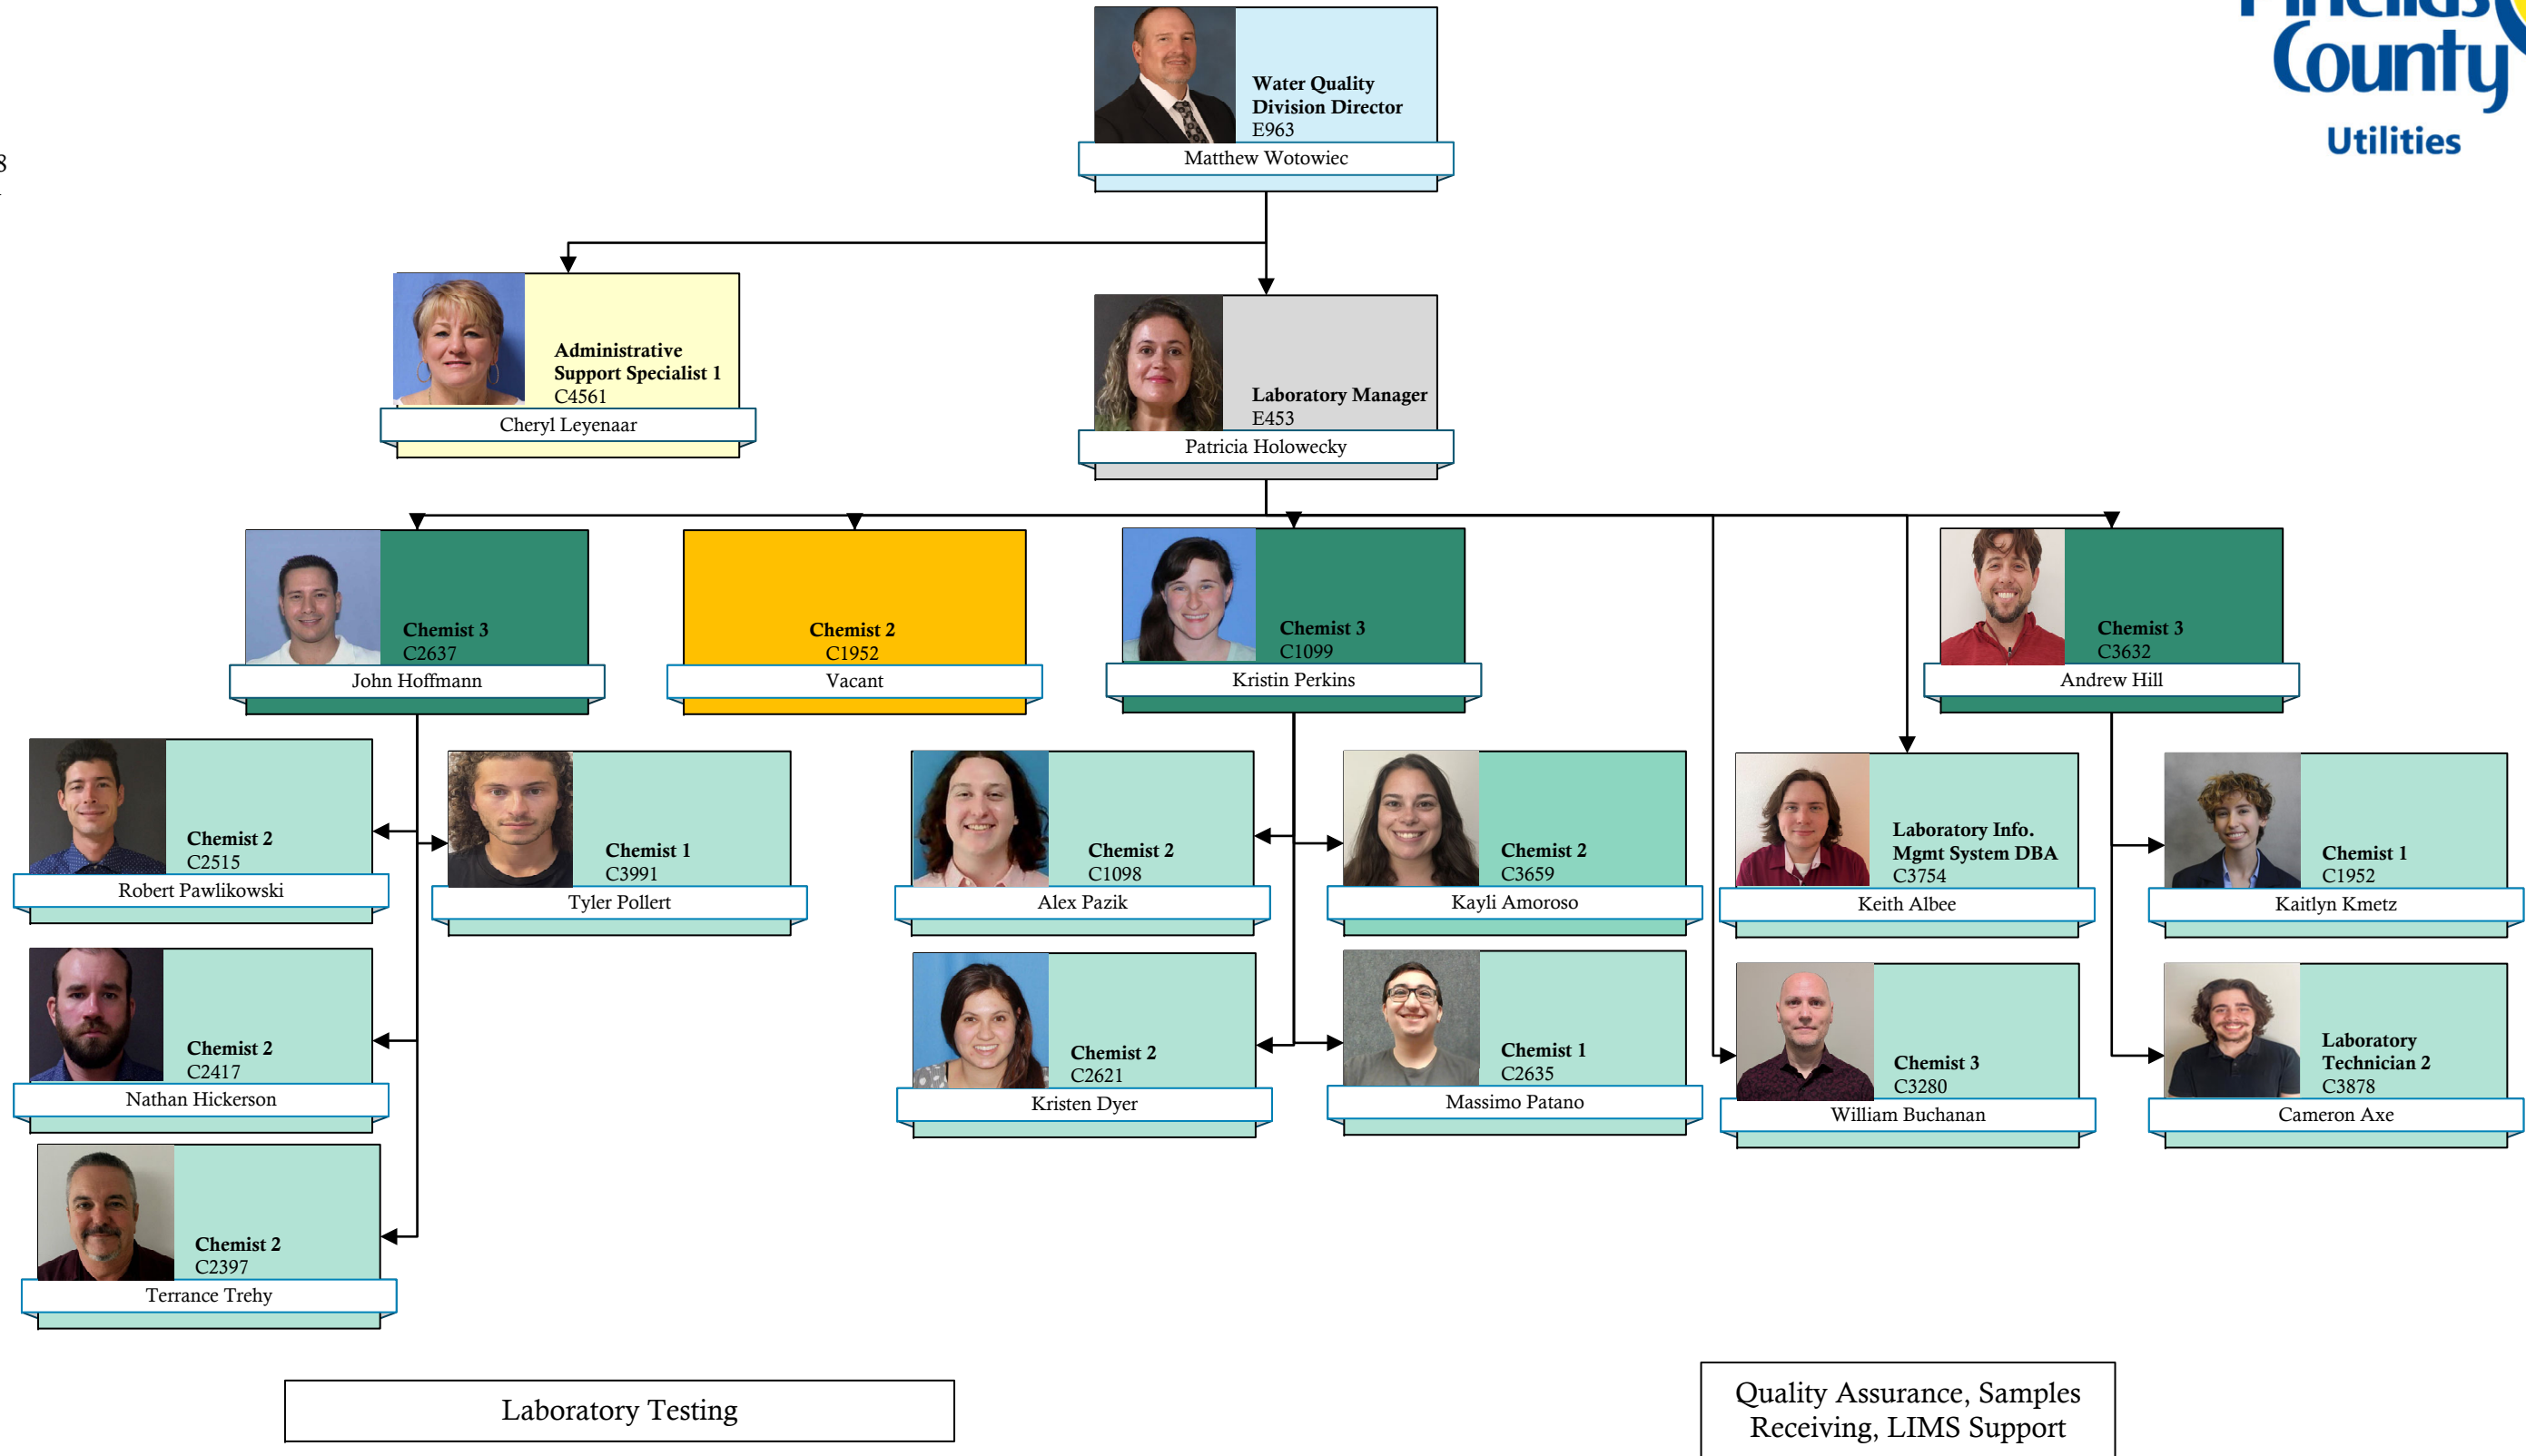 County
Utilities
8
Water Quality
Division Director
E963
Matthew Wotowiec
Administrative
Support Specialist 1
C4561
Cheryl Leyenaar
Laboratory Manager
E453
Patricia Holowecky
Chemist 3
C2637
John Hoffmann
Chemist 2
C1952
Vacant
Chemist 3
C1099
Kristin Perkins
Chemist 3
C3632
Andrew Hill
Chemist 2
C2515
Robert Pawlikowski
Chemist 1
C3991
Tyler Pollert
Chemist 2
C1098
Alex Pazik
Chemist 2
C3659
Kayli Amoroso
Laboratory Info.
Mgmt System DBA
C3754
Keith Albee
Chemist 1
C1952
Kaitlyn Kmetz
Chemist 2
C2417
Nathan Hickerson
Chemist 2
C2621
Kristen Dyer
Chemist 1
C2635
Massimo Patano
Chemist 3
C3280
William Buchanan
Laboratory
Technician 2
C3878
Cameron Axe
Chemist 2
C2397
Terrance Trehy
Laboratory Testing
Quality Assurance, Samples
Receiving, LIMS Support